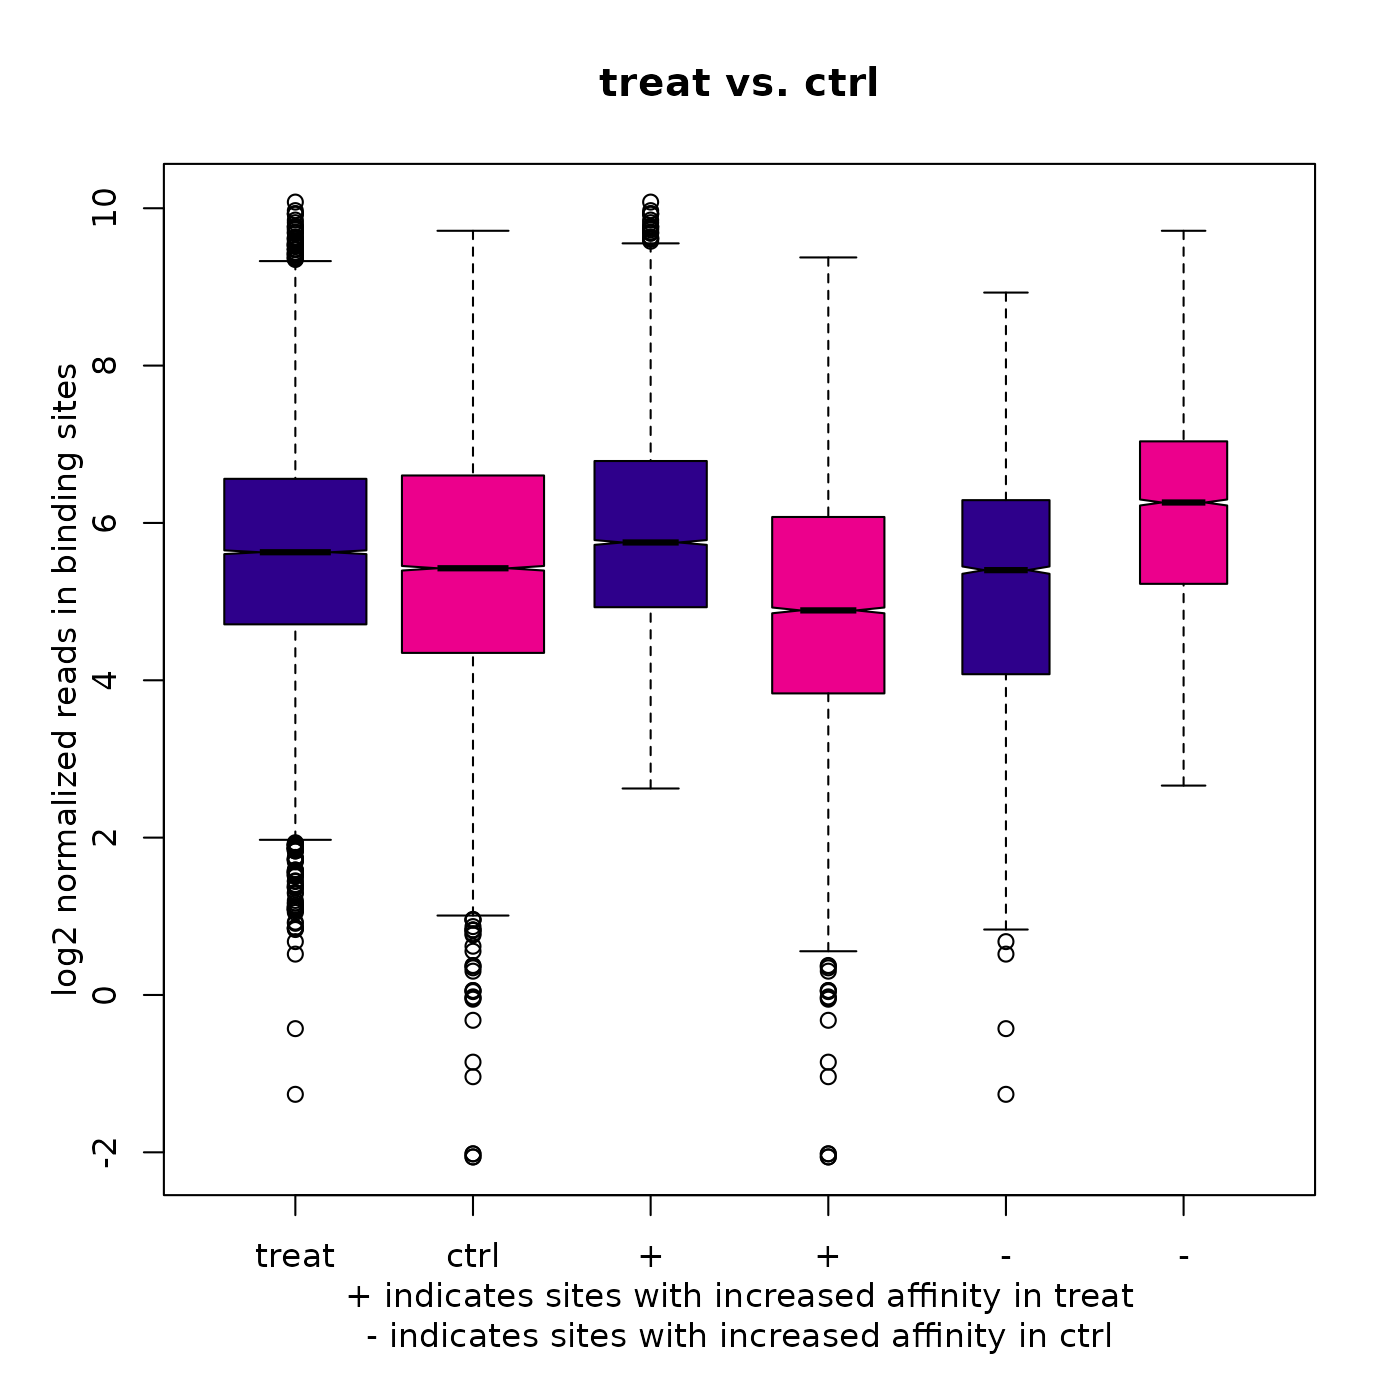 treat vs. ctrl
log2 normalized reads in binding sites
10
8
6
4
2
0
-2
treat ctrl + + - -
+ indicates sites with increased affinity in treat
- indicates sites with increased affinity in ctrl